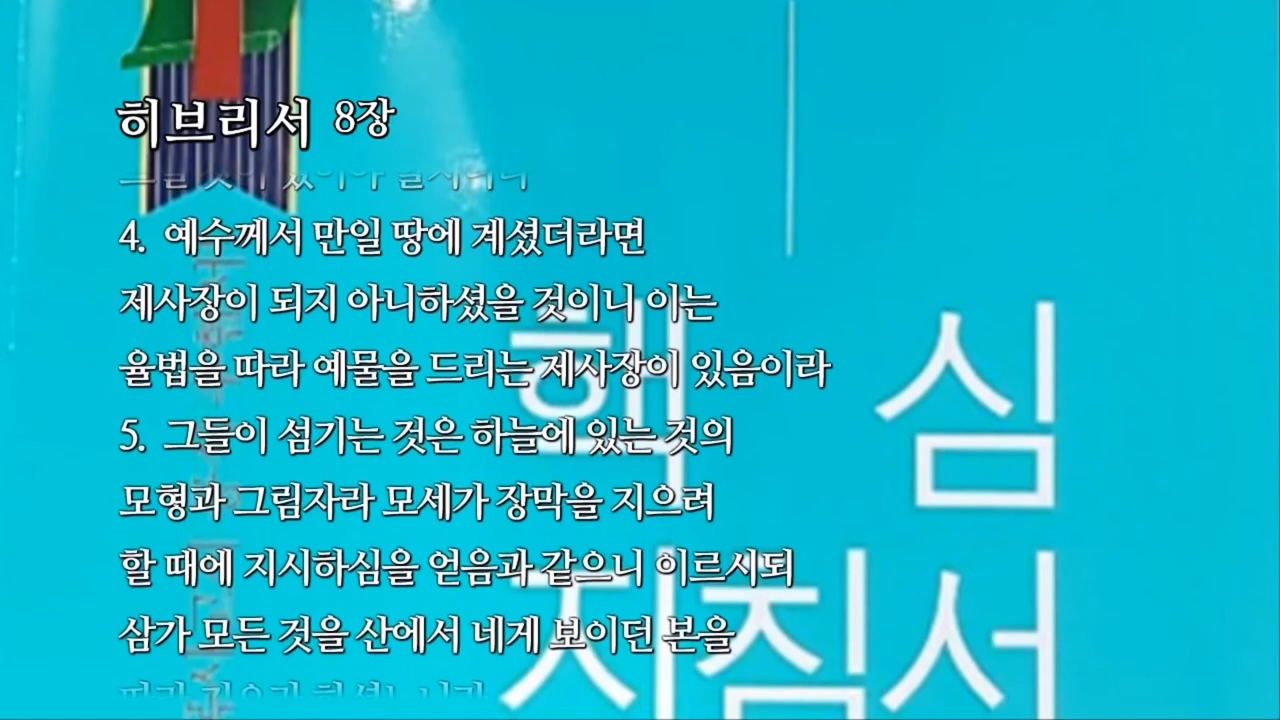 히브리서 8장
4. 예수께서 만일 땅에 계셨더라면
제사장이 되지 아니하셨을 것이니 이는
율법을 따라 예물을 드리는 제사장이 있음이라
5. 그들이 섬기는 것은 하늘에 있는 것의
모형과 그림자라 모세가 장막을 지으려
할 때에 지시하심을 얻음과 같으니 이르시되
삼가 모든 것을 산에서 네게 보이던 본을
핵 심
지침서